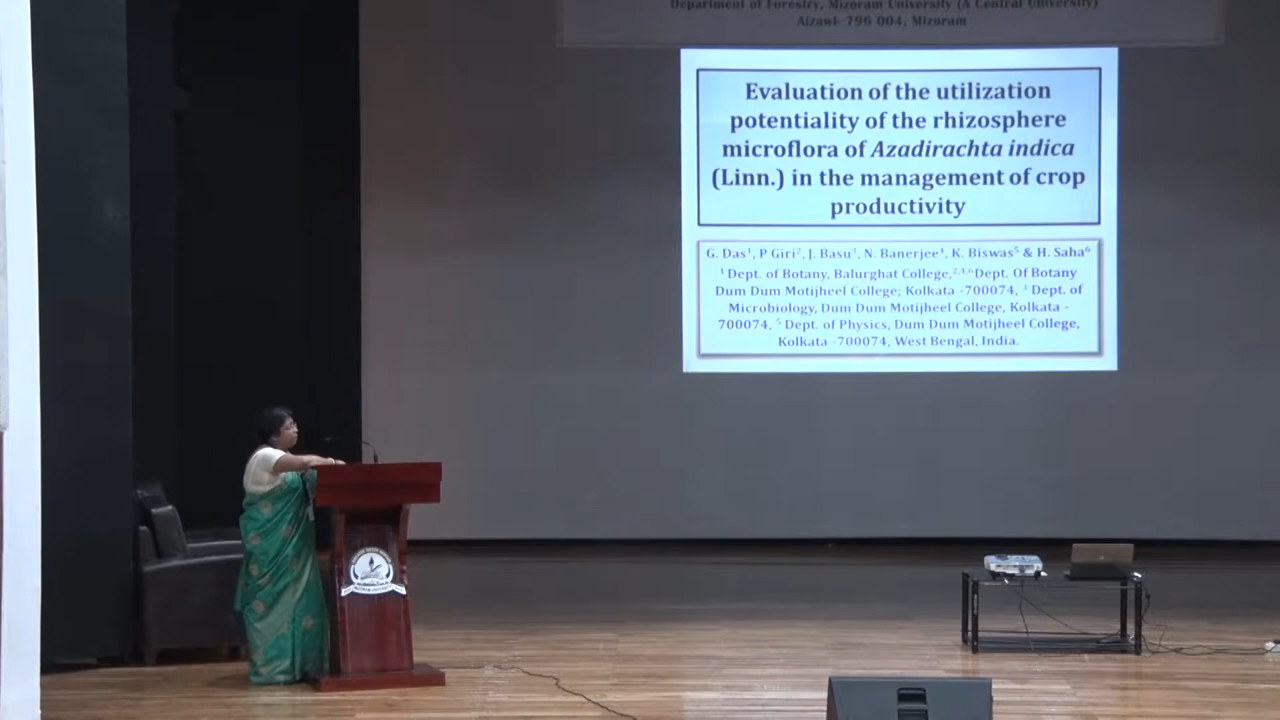 Department of Forestry, Mizoram University (A Central University)
Aizawl- 796 004, Mizoram
Evaluation of the utilization
potentiality of the rhizosphere
microflora of Azadirachta indica
(Linn.) in the management of crop
productivity
G. Das¹, P Giri², J. Basu³, N. Banerjee⁴, K. Biswas⁵ & H. Saha⁶
¹ Dept. of Botany, Balurghat College,²,⁴,⁶Dept. Of Botany
Dum Dum Motijheel College; Kolkata -700074, ³ Dept. of
Microbiology, Dum Dum Motijheel College, Kolkata -
700074, ⁵ Dept. of Physics, Dum Dum Motijheel College,
Kolkata -700074, West Bengal, India.
MIZORAM UNIVERSITY